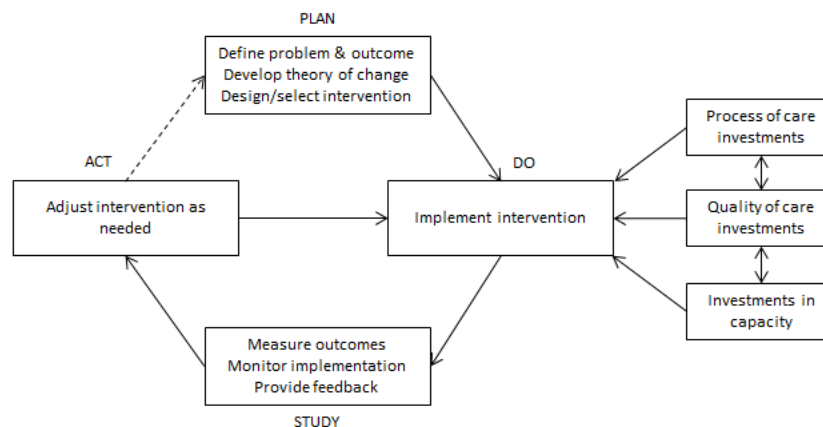 PLAN
Define problem & outcome
Develop theory of change
Design/select intervention
ACT
Adjust intervention as
needed
DO
Implement intervention
Process of care
investments
Quality of care
investments
Investments in
capacity
Measure outcomes
Monitor implementation
Provide feedback
STUDY